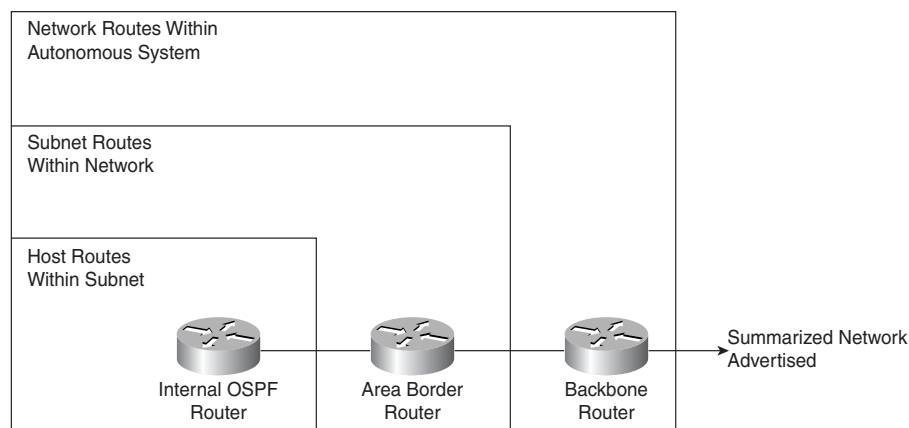 Network Routes Within
Autonomous System
Subnet Routes
Within Network
Host Routes
Within Subnet
Internal OSPF
Router
Area Border
Router
Backbone
Router
Summarized Network
Advertised